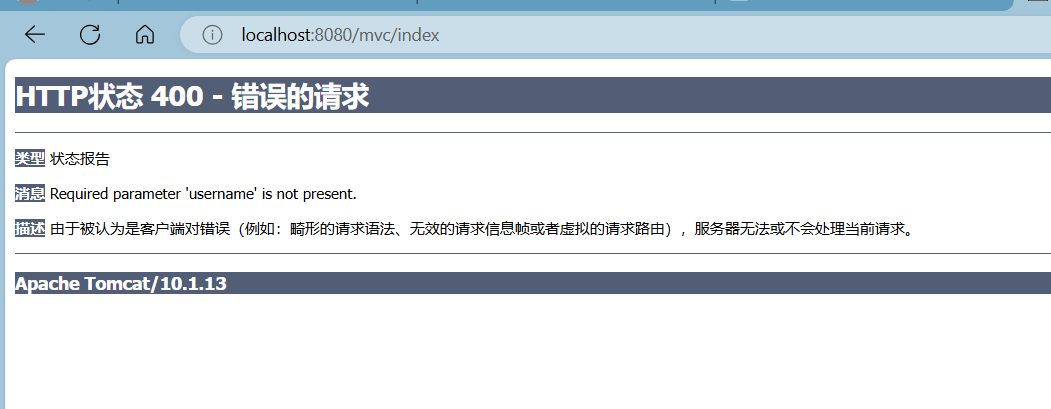 localhost:8080/mvc/index
HTTP状态 400 - 错误的请求
类型 状态报告
消息 Required parameter 'username' is not present.
描述 由于被认为是客户端对错误（例如：畸形的请求语法、无效的请求信息帧或者虚拟的请求路由），服务器无法或不会处理当前请求。
Apache Tomcat/10.1.13